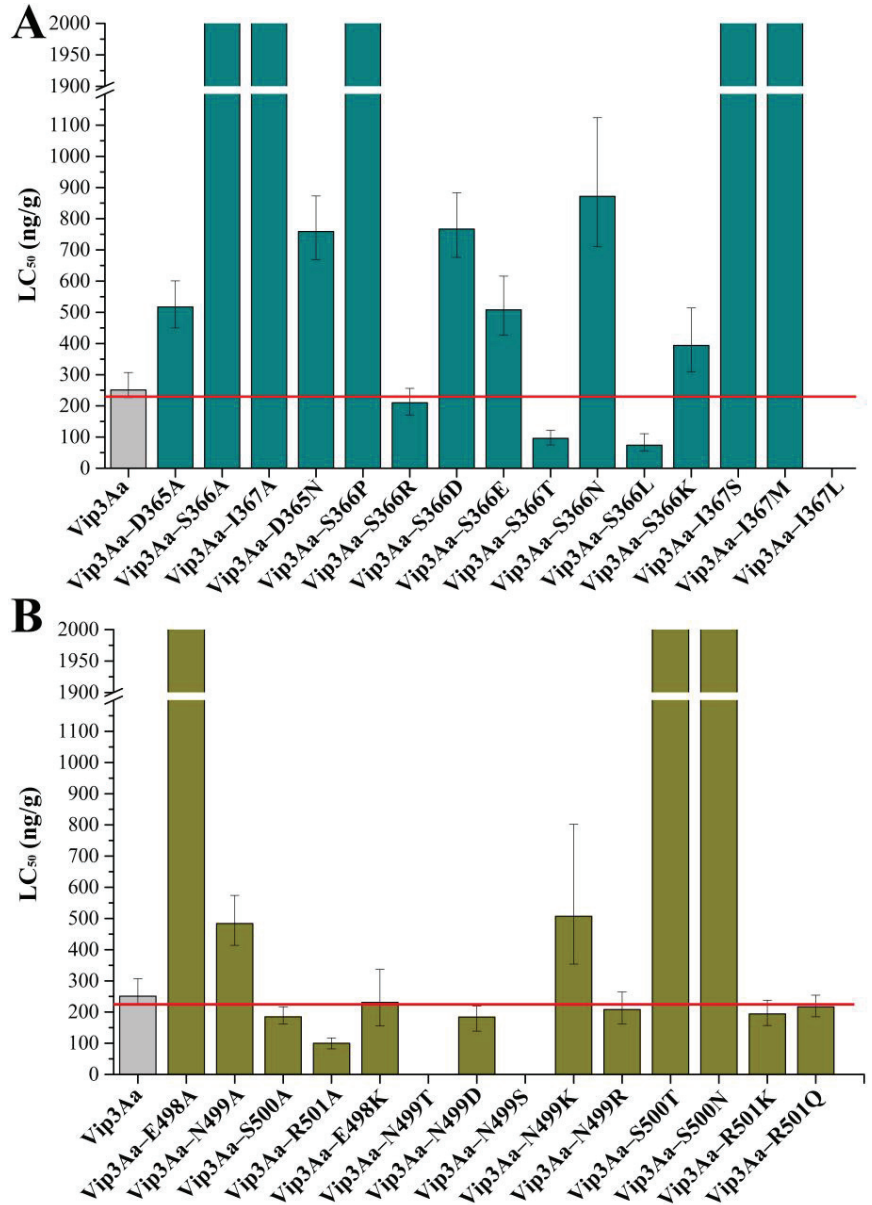 A
2000
1950
1900
1100
1000
900
800
700
600
500
400
300
200
100
0
LC₅₀ (ng/g)
Vip3Aa
Vip3Aa–D365A
Vip3Aa–S366A
Vip3Aa–I367A
Vip3Aa–D365N
Vip3Aa–S366P
Vip3Aa–S366R
Vip3Aa–S366D
Vip3Aa–S366E
Vip3Aa–S366T
Vip3Aa–S366N
Vip3Aa–S366L
Vip3Aa–S366K
Vip3Aa–I367S
Vip3Aa–I367M
Vip3Aa–I367L
B
2000
1950
1900
1100
1000
900
800
700
600
500
400
300
200
100
0
LC₅₀ (ng/g)
Vip3Aa
Vip3Aa–E498A
Vip3Aa–N499A
Vip3Aa–S500A
Vip3Aa–R501A
Vip3Aa–E498K
Vip3Aa–N499T
Vip3Aa–N499D
Vip3Aa–N499S
Vip3Aa–N499K
Vip3Aa–N499R
Vip3Aa–S500T
Vip3Aa–S500N
Vip3Aa–R501K
Vip3Aa–R501Q